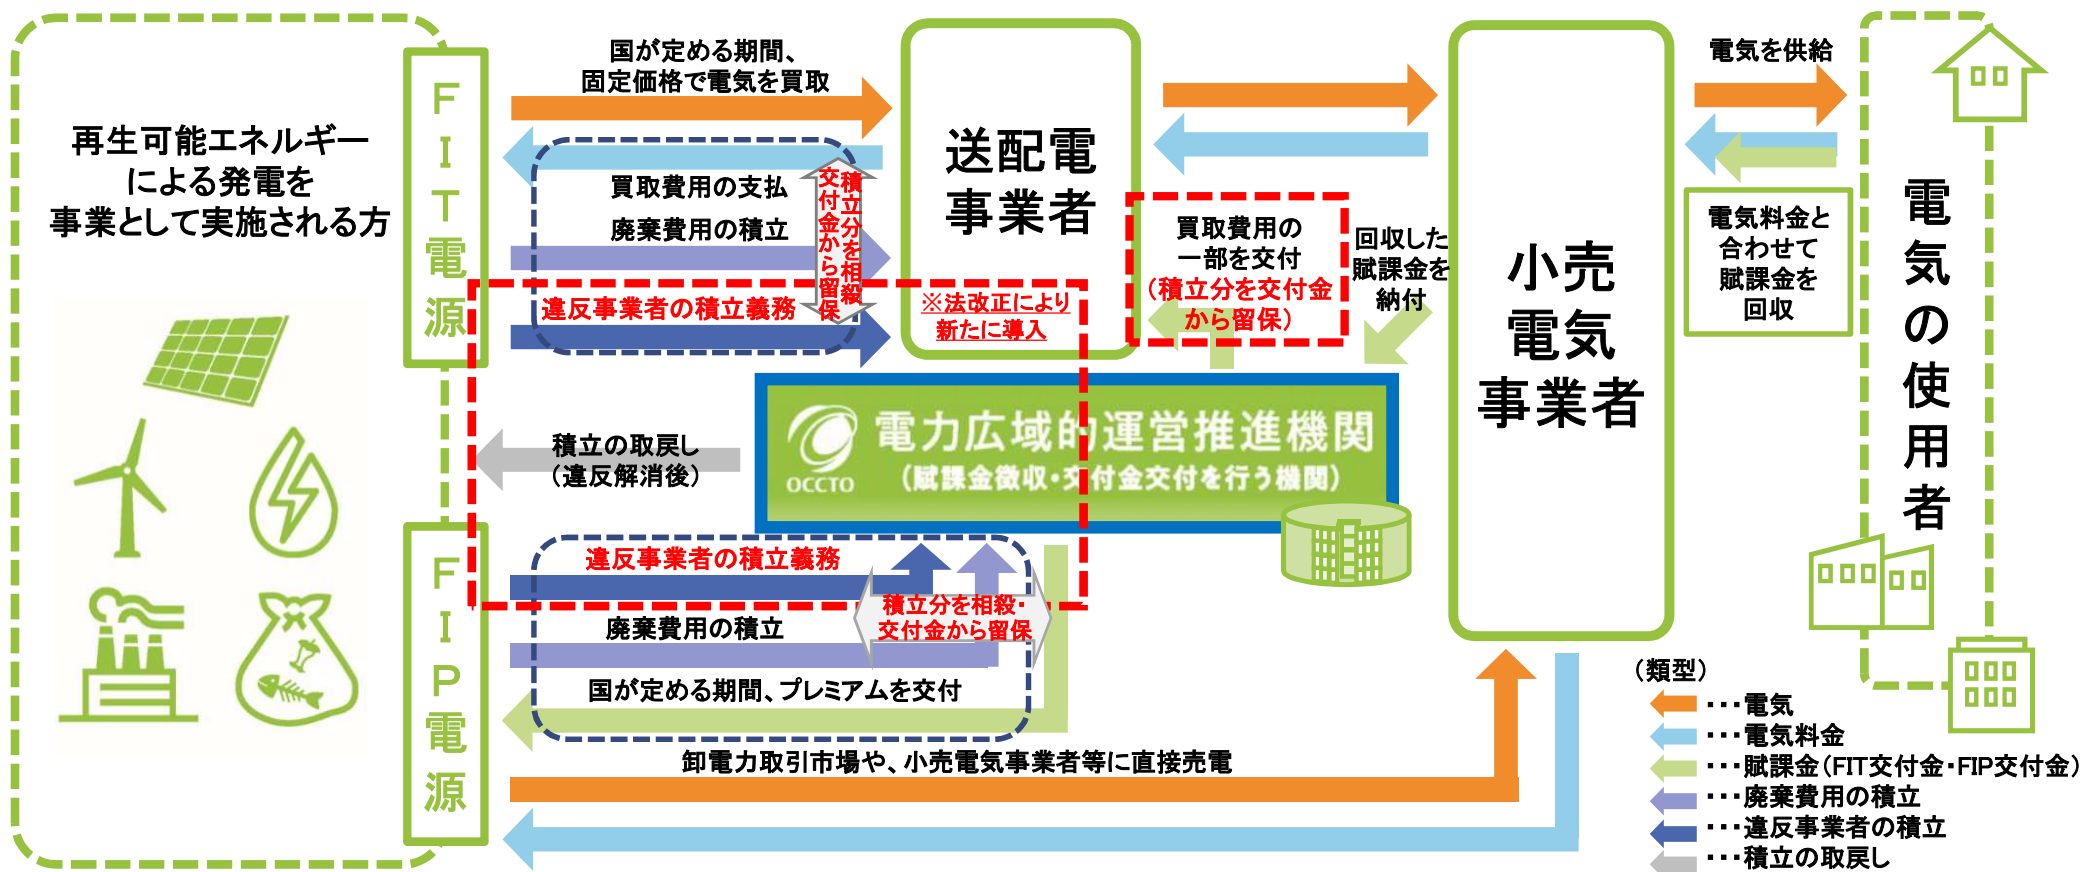 再生可能エネルギー
による発電を
事業として実施される方
FIT電源
国が定める期間、
固定価格で電気を買取
買取費用の支払
廃棄費用の積立
積立分を相殺・
交付金から留保
違反事業者の積立義務
送配電
事業者
※法改正により
新たに導入
買取費用の
一部を交付
(積立分を交付金
から留保)
回収した
賦課金を
納付
小売
電気
事業者
電気を供給
電気料金と
合わせて
賦課金を
回収
電気の使用者
積立の取戻し
(違反解消後)
OCCTO
電力広域的運営推進機関
(賦課金徴収・交付金交付を行う機関)
FIP電源
違反事業者の積立義務
積立分を相殺・
交付金から留保
廃棄費用の積立
国が定める期間、プレミアムを交付
卸電力取引市場や、小売電気事業者等に直接売電
(類型)
・・・電気
・・・電気料金
・・・賦課金(FIT交付金・FIP交付金)
・・・廃棄費用の積立
・・・違反事業者の積立
・・・積立の取戻し